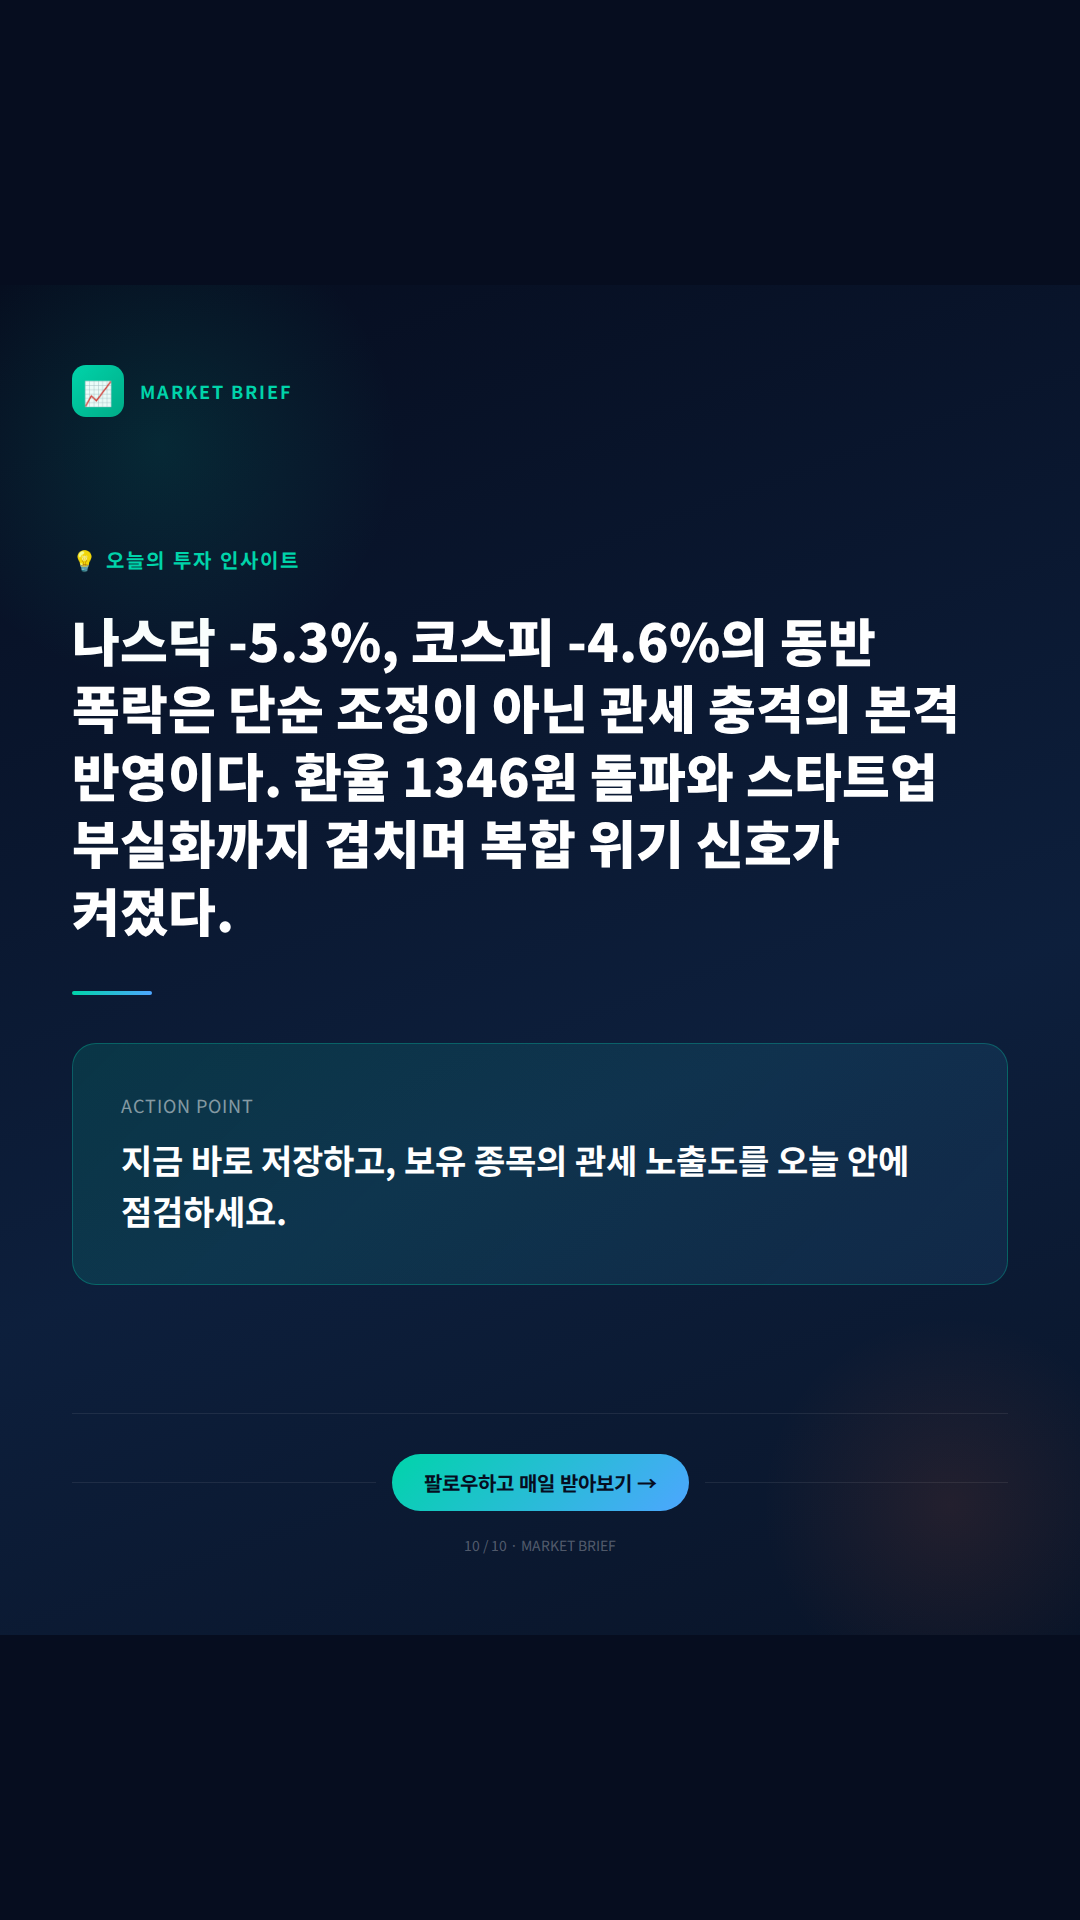 MARKET BRIEF
💡 오늘의 투자 인사이트
나스닥 -5.3%, 코스피 -4.6%의 동반
폭락은 단순 조정이 아닌 관세 충격의 본격
반영이다. 환율 1346원 돌파와 스타트업
부실화까지 겹치며 복합 위기 신호가
켜졌다.
ACTION POINT
지금 바로 저장하고, 보유 종목의 관세 노출도를 오늘 안에
점검하세요.
팔로우하고 매일 받아보기 →
10 / 10 · MARKET BRIEF